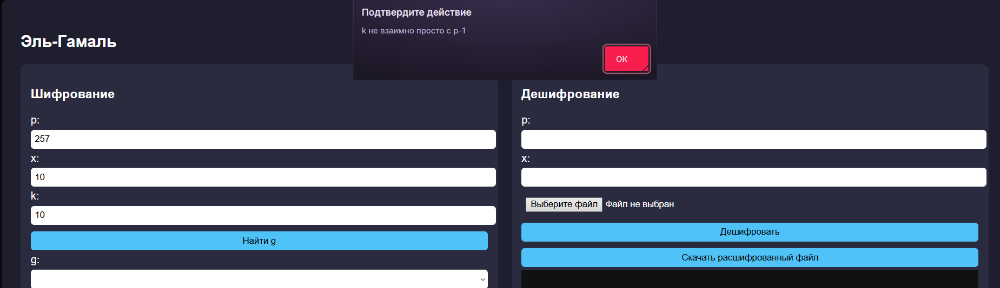 Подтвердите действие
k не взаимно просто с p-1
ОК
Эль-Гамаль
Шифрование
p:
257
x:
10
k:
10
Найти g
g:
Дешифрование
p:
x:
Выберите файл Файл не выбран
Дешифровать
Скачать расшифрованный файл